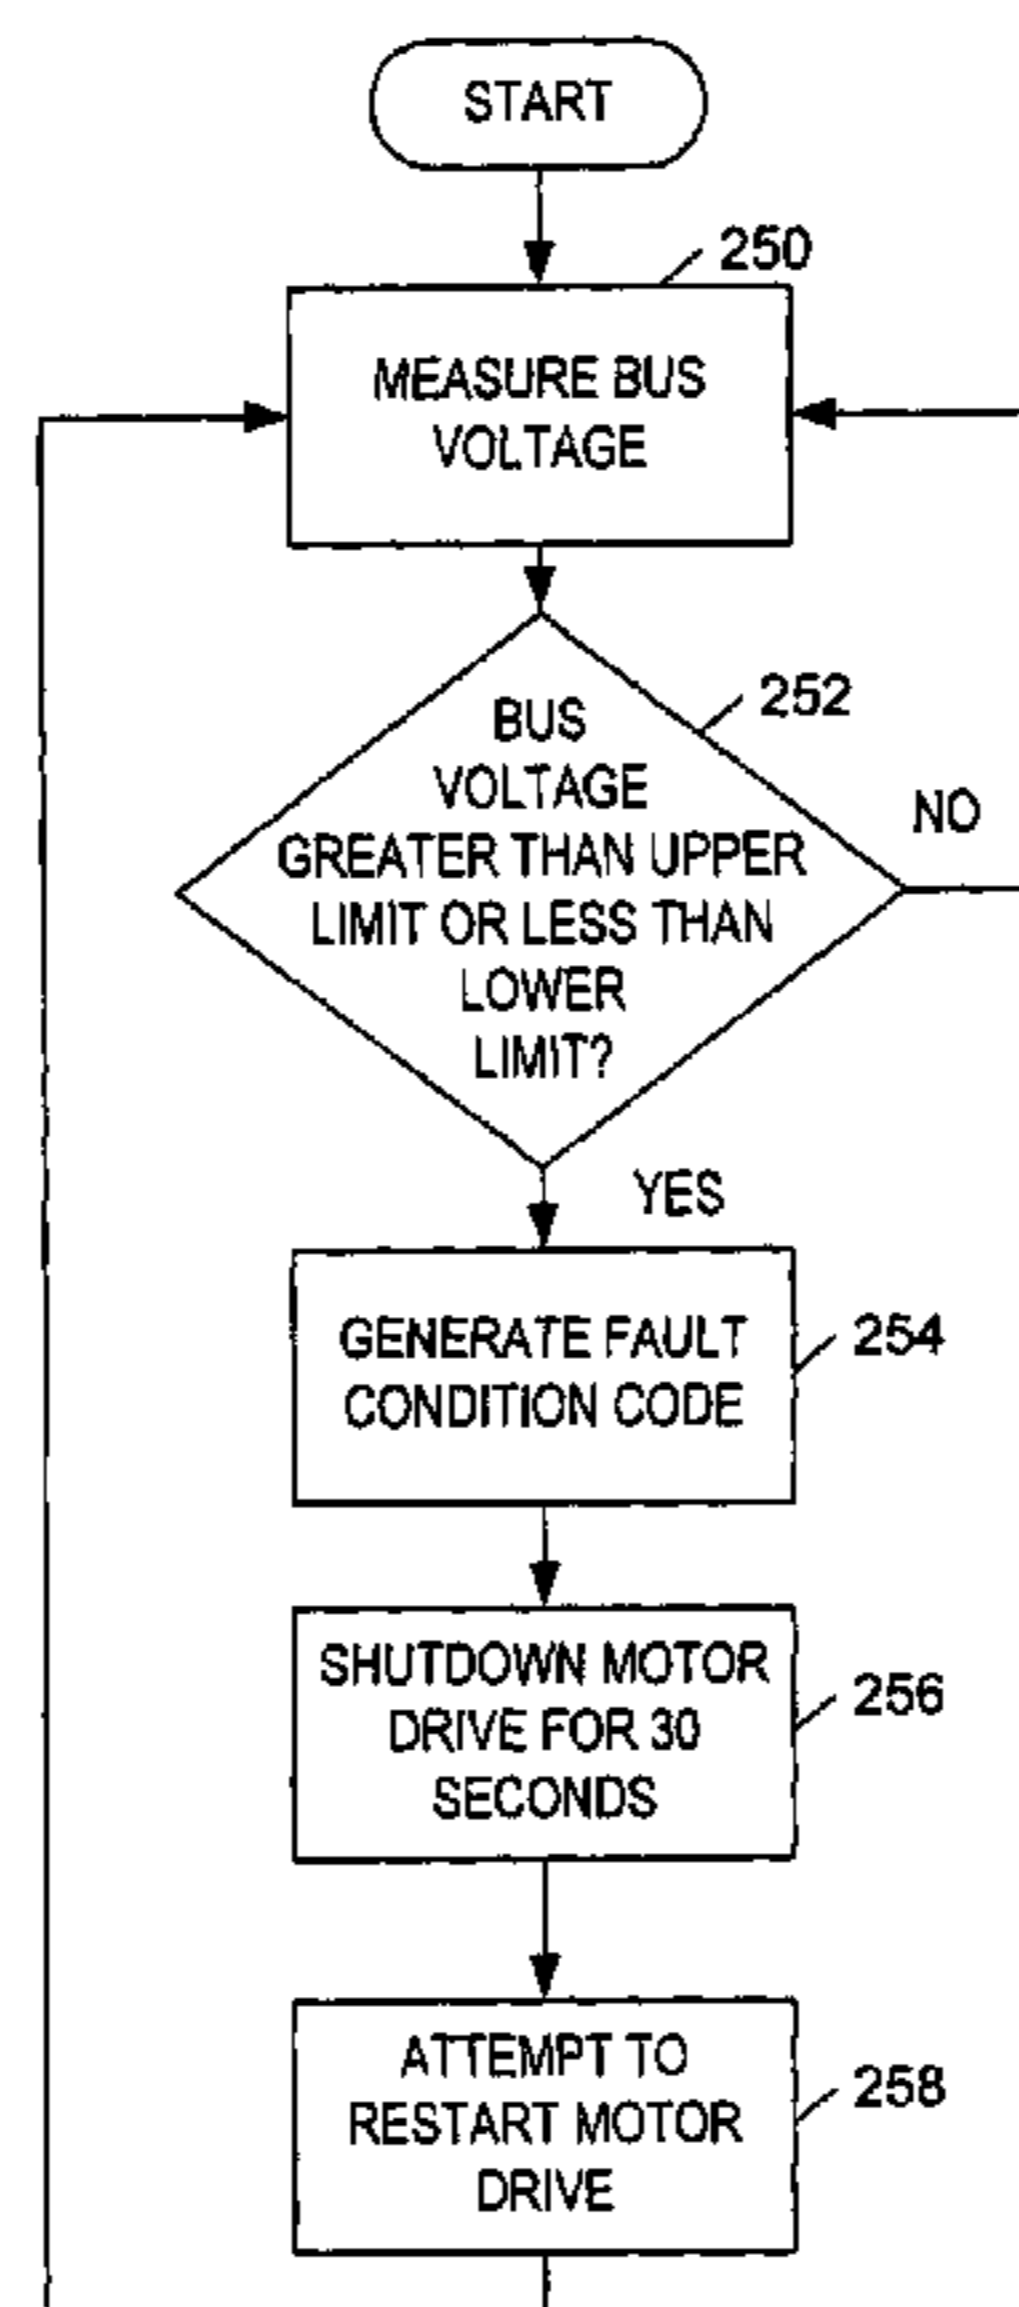 START
250
MEASURE BUS
VOLTAGE
252
BUS
VOLTAGE
GREATER THAN UPPER
LIMIT OR LESS THAN
LOWER
LIMIT?
NO
YES
GENERATE FAULT
CONDITION CODE
254
SHUTDOWN MOTOR
DRIVE FOR 30
SECONDS
256
ATTEMPT TO
RESTART MOTOR
DRIVE
258